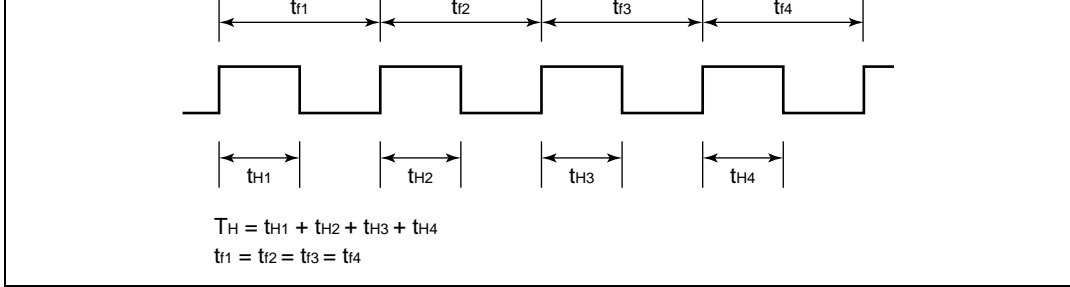 tf1 tf2 tf3 tf4
tH1 tH2 tH3 tH4
TH = tH1 + tH2 + tH3 + tH4
tf1 = tf2 = tf3 = tf4